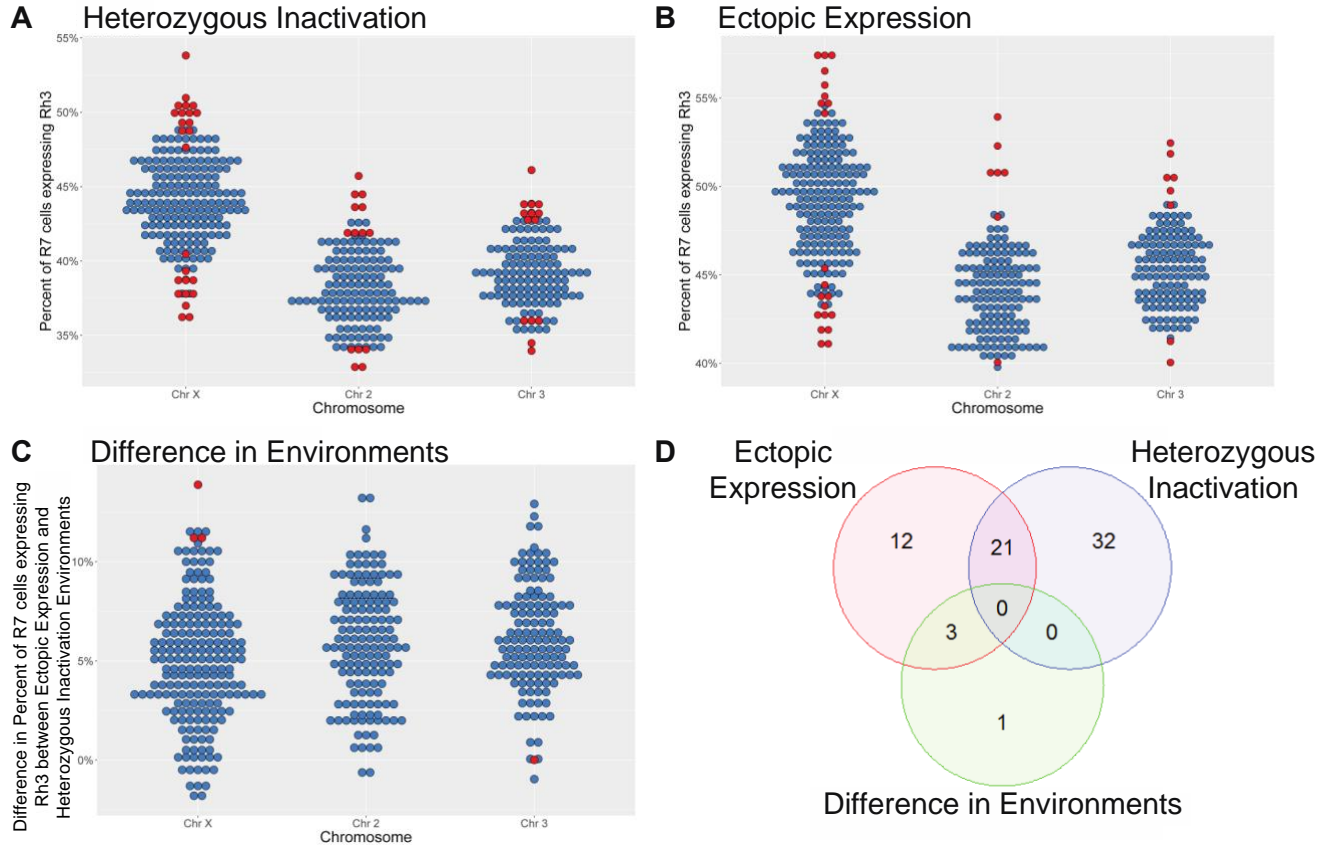 A
Heterozygous Inactivation
Percent of R7 cells expressing Rh3
55%
50%
45%
40%
35%
Chr X
Chr 2
Chr 3
Chromosome
B
Ectopic Expression
Percent of R7 cells expressing Rh3
55%
50%
45%
40%
Chr X
Chr 2
Chr 3
Chromosome
C
Difference in Environments
Difference in Percent of R7 cells expressing
Rh3 between Ectopic Expression and
Heterozygous Inactivation Environments
10%
5%
0%
Chr X
Chr 2
Chr 3
Chromosome
D
Ectopic
Expression
Heterozygous
Inactivation
12
21
32
0
3
0
1
Difference in Environments